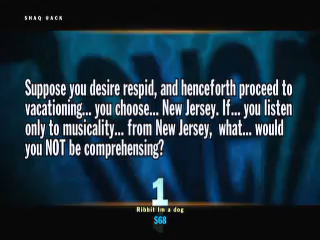 SHAQ HACK
Suppose you desire respid, and henceforth proceed to
vacationing... you choose... New Jersey. If... you listen
only to musicality... from New Jersey, what... would
you NOT be comprehensing?
1
Ribbit im a dog
$68